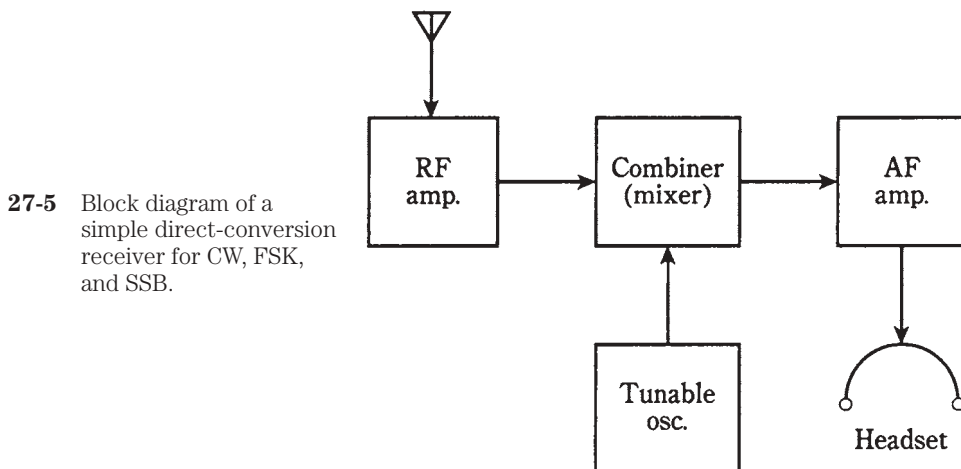 27-5 Block diagram of a
simple direct-conversion
receiver for CW, FSK,
and SSB.
RF
amp.
Combiner
(mixer)
AF
amp.
Tunable
osc.
Headset